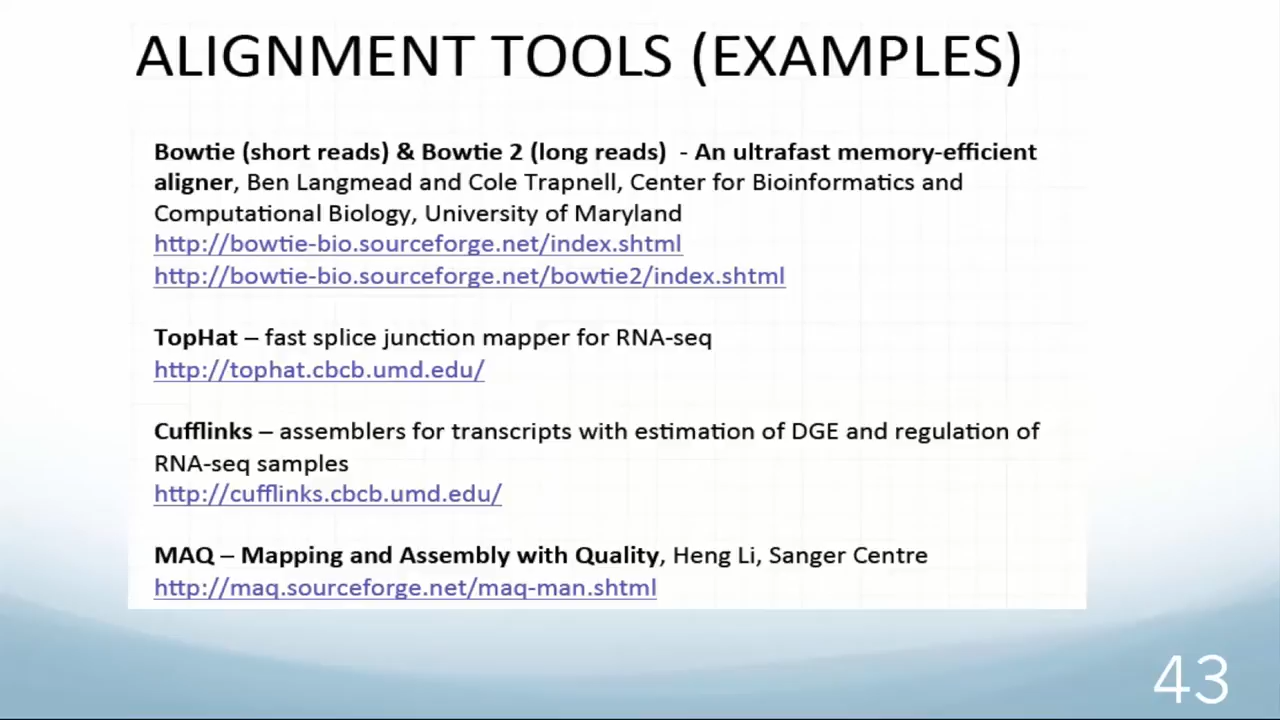 ALIGNMENT TOOLS (EXAMPLES)
Bowtie (short reads) & Bowtie 2 (long reads)  - An ultrafast memory-efficient
aligner, Ben Langmead and Cole Trapnell, Center for Bioinformatics and
Computational Biology, University of Maryland
http://bowtie-bio.sourceforge.net/index.shtml
http://bowtie-bio.sourceforge.net/bowtie2/index.shtml
TopHat – fast splice junction mapper for RNA-seq
http://tophat.cbcb.umd.edu/
Cufflinks – assemblers for transcripts with estimation of DGE and regulation of
RNA-seq samples
http://cufflinks.cbcb.umd.edu/
MAQ – Mapping and Assembly with Quality, Heng Li, Sanger Centre
http://maq.sourceforge.net/maq-man.shtml
43